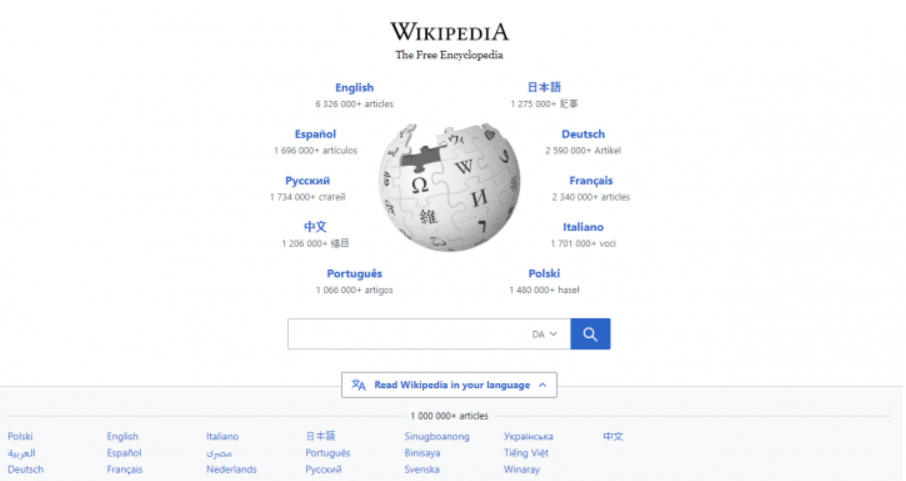 WIKIPEDIA
The Free Encyclopedia
English
6 326 000+ articles
日本語
1 275 000+ 記事
Español
1 696 000+ artículos
Deutsch
2 590 000+ Artikel
Русский
1 734 000+ статей
Français
2 340 000+ articles
中文
1 206 000+ 條目
Italiano
1 701 000+ voci
Português
1 066 000+ artigos
Polski
1 480 000+ haseł
Ω W И
維 7
DA
Read Wikipedia in your language
1 000 000+ articles
Polski English Italiano 日本語 Sinugboanong Українська 中文
العربية Español مصرى Português Binisaya Tiếng Việt
Deutsch Français Nederlands Русский Svenska Winaray